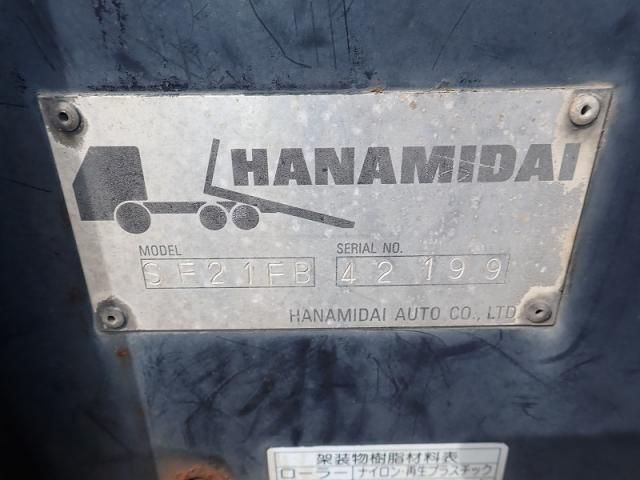 HANAMIDAI
MODEL SERIAL NO.
SF21FB 42199
HANAMIDAI AUTO CO., LTD
架装物樹脂材料表
ローラー ナイロン・再生プラスチック